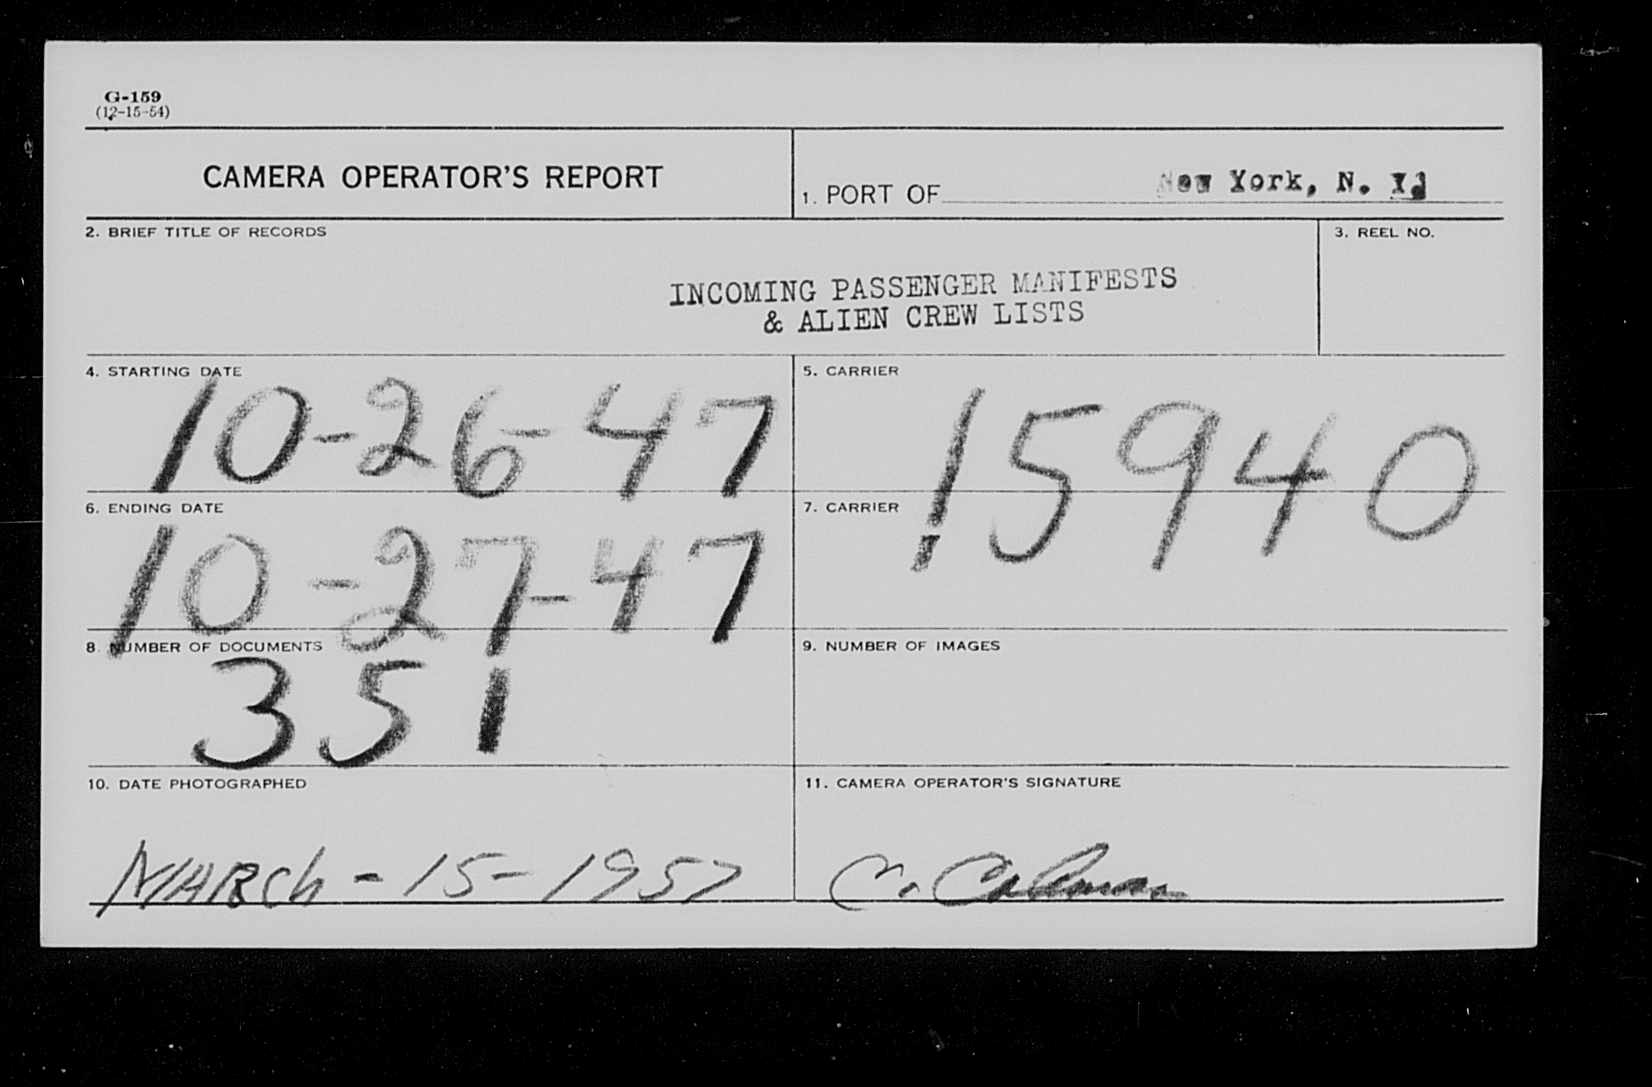 G-159
(12-15-54)
CAMERA OPERATOR'S REPORT
1. PORT OF New York, N. Y.
2. BRIEF TITLE OF RECORDS
INCOMING PASSENGER MANIFESTS
& ALIEN CREW LISTS
3. REEL NO.
4. STARTING DATE
10-26-47
5. CARRIER
15940
6. ENDING DATE
10-27-47
7. CARRIER
8. NUMBER OF DOCUMENTS
351
9. NUMBER OF IMAGES
10. DATE PHOTOGRAPHED
MARCh-15-1957
11. CAMERA OPERATOR'S SIGNATURE